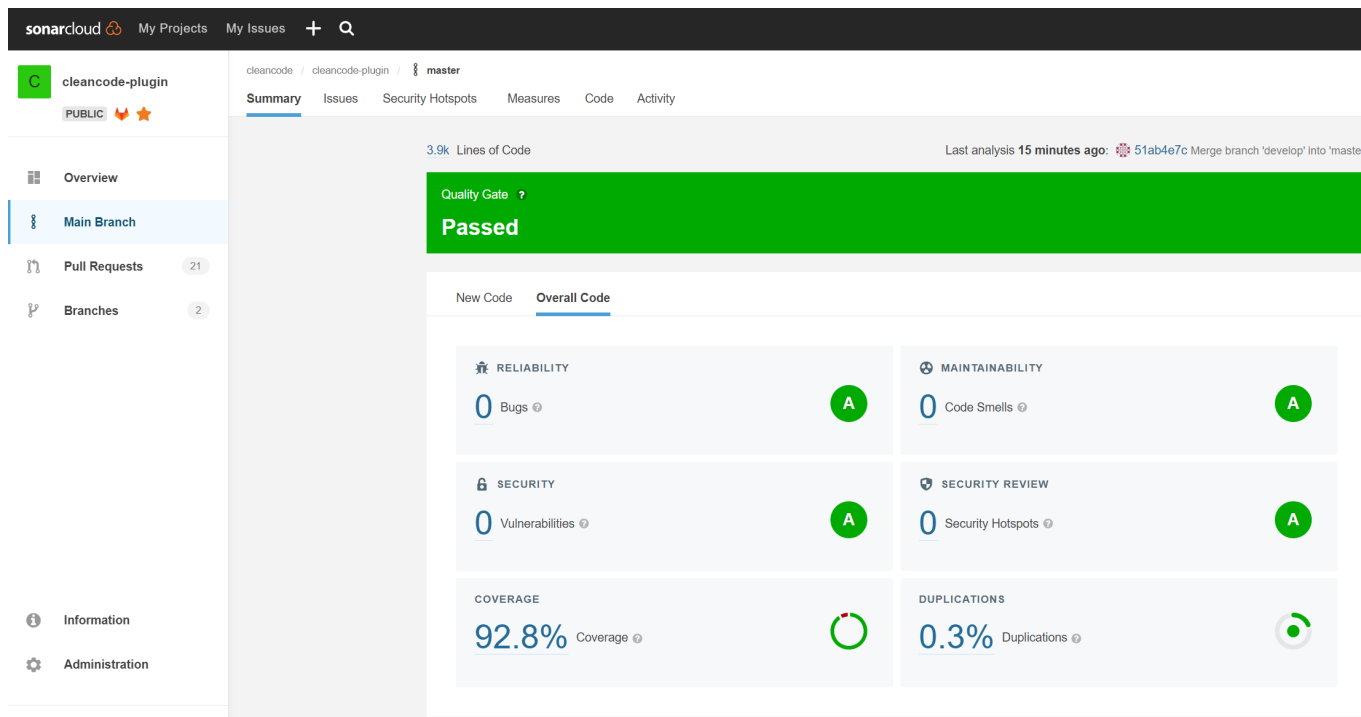 sonarcloud My Projects My Issues
C cleancode-plugin
PUBLIC
cleancode / cleancode-plugin / master
Summary Issues Security Hotspots Measures Code Activity
3.9k Lines of Code
Last analysis 15 minutes ago: 51ab4e7c Merge branch 'develop' into 'maste
Overview
Main Branch
Pull Requests 21
Branches 2
Information
Administration
Quality Gate ?
Passed
New Code Overall Code
RELIABILITY
0 Bugs ?
A
MAINTAINABILITY
0 Code Smells ?
A
SECURITY
0 Vulnerabilities ?
A
SECURITY REVIEW
0 Security Hotspots ?
A
COVERAGE
92.8% Coverage ?
DUPLICATIONS
0.3% Duplications ?